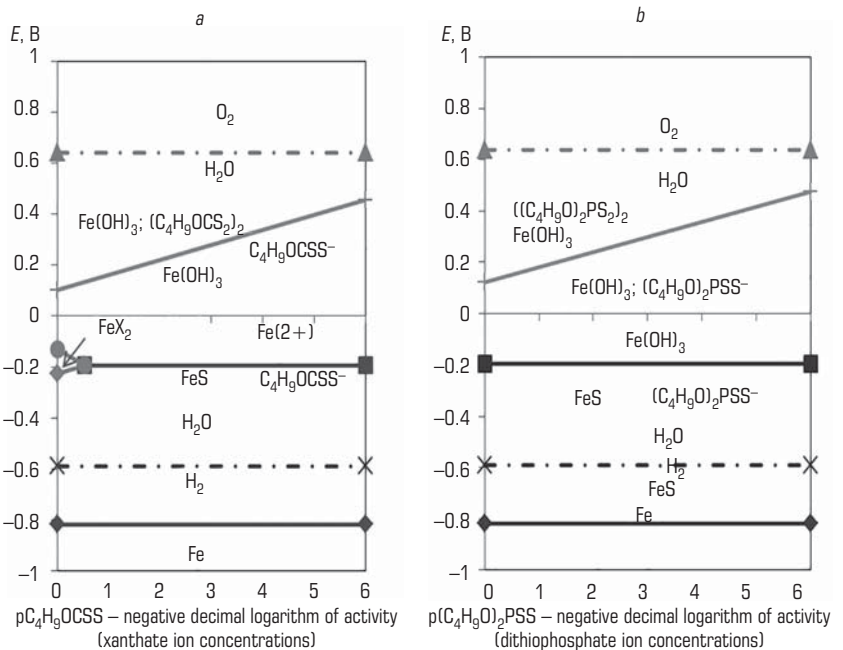 a
E, B
1
0.8
0.6
0.4
0.2
0
−0.2
−0.4
−0.6
−0.8
−1
O₂
H₂O
Fe(OH)₃; (C₄H₉OCS₂)₂
C₄H₉OCSS⁻
Fe(OH)₃
FeX₂
Fe(2+)
FeS
C₄H₉OCSS⁻
H₂O
H₂
Fe
0 1 2 3 4 5 6
pC₄H₉OCSS – negative decimal logarithm of activity
(xanthate ion concentrations)
b
E, B
1
0.8
0.6
0.4
0.2
0
−0.2
−0.4
−0.6
−0.8
−1
O₂
H₂O
((C₄H₉O)₂PS₂)₂
Fe(OH)₃
Fe(OH)₃; (C₄H₉O)₂PSS⁻
Fe(OH)₃
FeS (C₄H₉O)₂PSS⁻
H₂O
H₂
FeS
Fe
0 1 2 3 4 5 6
p(C₄H₉O)₂PSS – negative decimal logarithm of activity
(dithiophosphate ion concentrations)